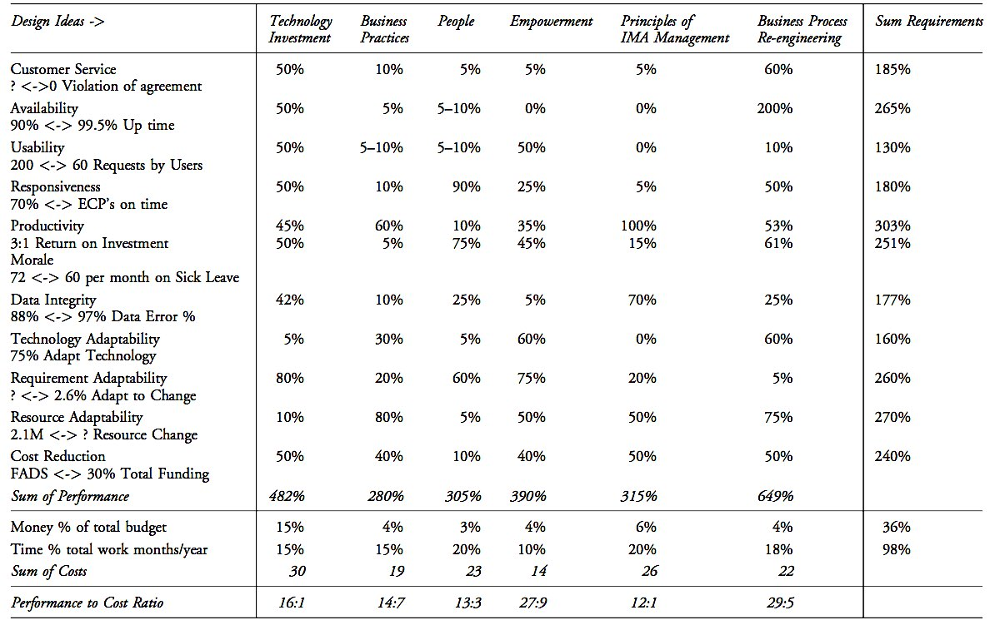 Design Ideas -> Technology Investment Business Practices People Empowerment Principles of IMA Management Business Process Re-engineering Sum Requirements
Customer Service 50% 10% 5% 5% 5% 60% 185%
? <->0 Violation of agreement
Availability 50% 5% 5–10% 0% 0% 200% 265%
90% <-> 99.5% Up time
Usability 50% 5–10% 5–10% 50% 0% 10% 130%
200 <-> 60 Requests by Users
Responsiveness 50% 10% 90% 25% 5% 50% 180%
70% <-> ECP's on time
Productivity 45% 60% 10% 35% 100% 53% 303%
3:1 Return on Investment 50% 5% 75% 45% 15% 61% 251%
Morale
72 <-> 60 per month on Sick Leave
Data Integrity 42% 10% 25% 5% 70% 25% 177%
88% <-> 97% Data Error %
Technology Adaptability 5% 30% 5% 60% 0% 60% 160%
75% Adapt Technology
Requirement Adaptability 80% 20% 60% 75% 20% 5% 260%
? <-> 2.6% Adapt to Change
Resource Adaptability 10% 80% 5% 50% 50% 75% 270%
2.1M <-> ? Resource Change
Cost Reduction 50% 40% 10% 40% 50% 50% 240%
FADS <-> 30% Total Funding
Sum of Performance 482% 280% 305% 390% 315% 649%
Money % of total budget 15% 4% 3% 4% 6% 4% 36%
Time % total work months/year 15% 15% 20% 10% 20% 18% 98%
Sum of Costs 30 19 23 14 26 22
Performance to Cost Ratio 16:1 14:7 13:3 27:9 12:1 29:5